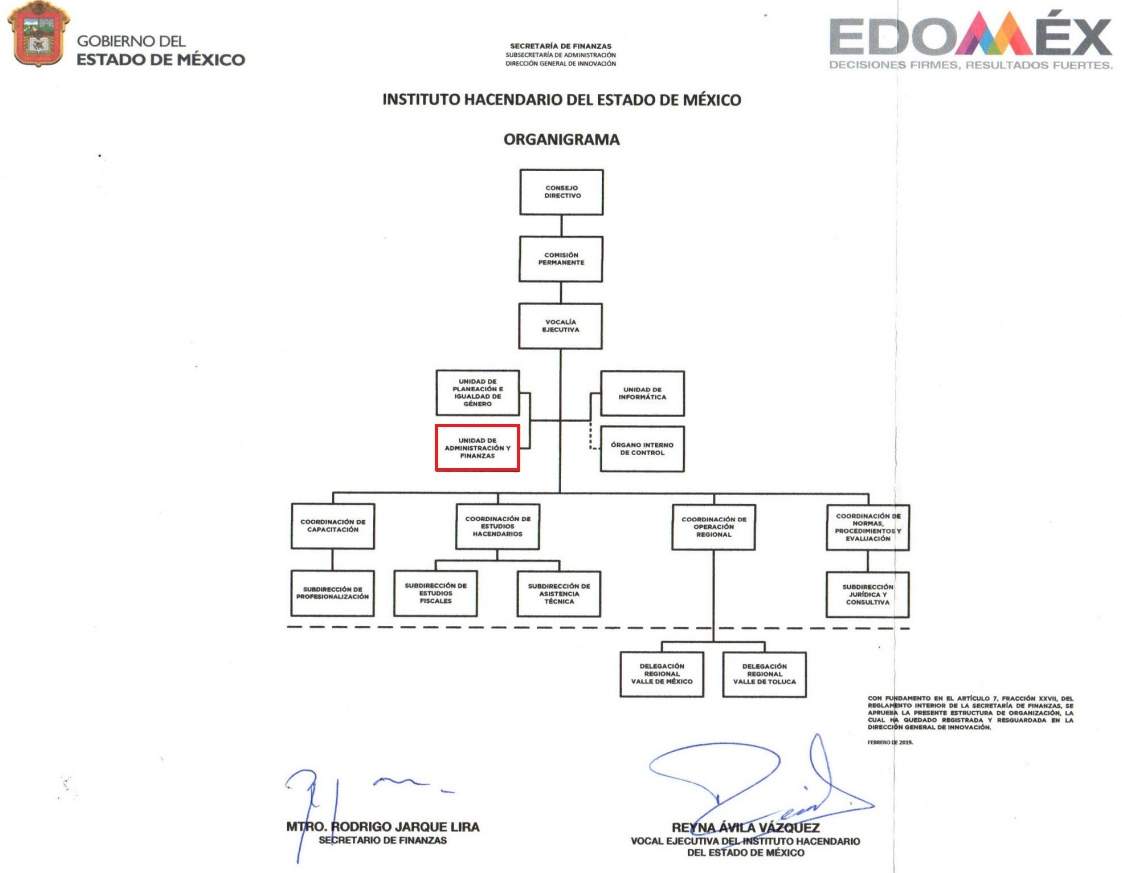 GOBIERNO DEL
ESTADO DE MÉXICO
SECRETARÍA DE FINANZAS
SUBSECRETARÍA DE ADMINISTRACIÓN
DIRECCIÓN GENERAL DE INNOVACIÓN
EDOMÉX
DECISIONES FIRMES, RESULTADOS FUERTES.
INSTITUTO HACENDARIO DEL ESTADO DE MÉXICO
ORGANIGRAMA
CONSEJO
DIRECTIVO
COMISIÓN
PERMANENTE
VOCALÍA
EJECUTIVA
UNIDAD DE
PLANEACIÓN E
IGUALDAD DE
GÉNERO
UNIDAD DE
INFORMÁTICA
UNIDAD DE
ADMINISTRACIÓN Y
FINANZAS
ÓRGANO INTERNO
DE CONTROL
COORDINACIÓN DE
CAPACITACIÓN
COORDINACIÓN DE
ESTUDIOS
HACENDARIOS
COORDINACIÓN DE
OPERACIÓN
REGIONAL
COORDINACIÓN DE
NORMAS,
PROCEDIMIENTOS Y
EVALUACIÓN
SUBDIRECCIÓN DE
PROFESIONALIZACIÓN
SUBDIRECCIÓN DE
ESTUDIOS
FISCALES
SUBDIRECCIÓN DE
ASISTENCIA
TÉCNICA
SUBDIRECCIÓN
JURÍDICA Y
CONSULTIVA
DELEGACIÓN
REGIONAL
VALLE DE MÉXICO
DELEGACIÓN
REGIONAL
VALLE DE TOLUCA
CON FUNDAMENTO EN EL ARTÍCULO 7, FRACCIÓN XXVII, DEL
REGLAMENTO INTERIOR DE LA SECRETARÍA DE FINANZAS, SE
APRUEBA LA PRESENTE ESTRUCTURA DE ORGANIZACIÓN, LA
CUAL HA QUEDADO REGISTRADA Y RESGUARDADA EN LA
DIRECCIÓN GENERAL DE INNOVACIÓN.
FEBRERO DE 2019.
MTRO. RODRIGO JARQUE LIRA
SECRETARIO DE FINANZAS
REYNA ÁVILA VÁZQUEZ
VOCAL EJECUTIVA DEL INSTITUTO HACENDARIO
DEL ESTADO DE MÉXICO